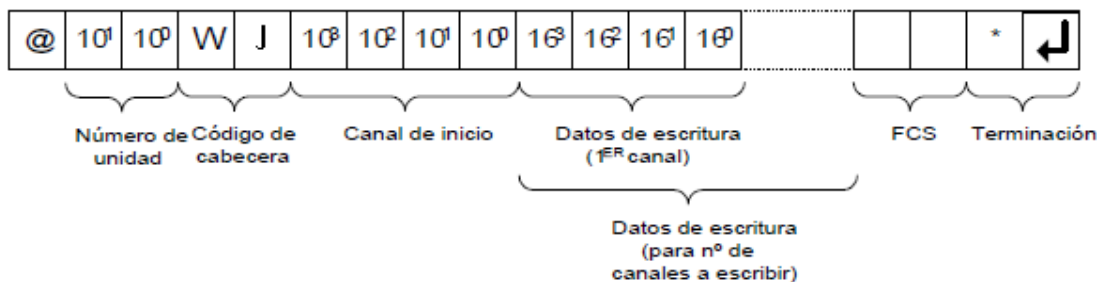 @ 10¹ 10⁰ W J 10³ 10² 10¹ 10⁰ 16³ 16² 16¹ 16⁰ * ↵
Número de unidad
Código de cabecera
Canal de inicio
Datos de escritura
(1ᴱᴿ canal)
FCS
Terminación
Datos de escritura
(para nº de
canales a escribir)